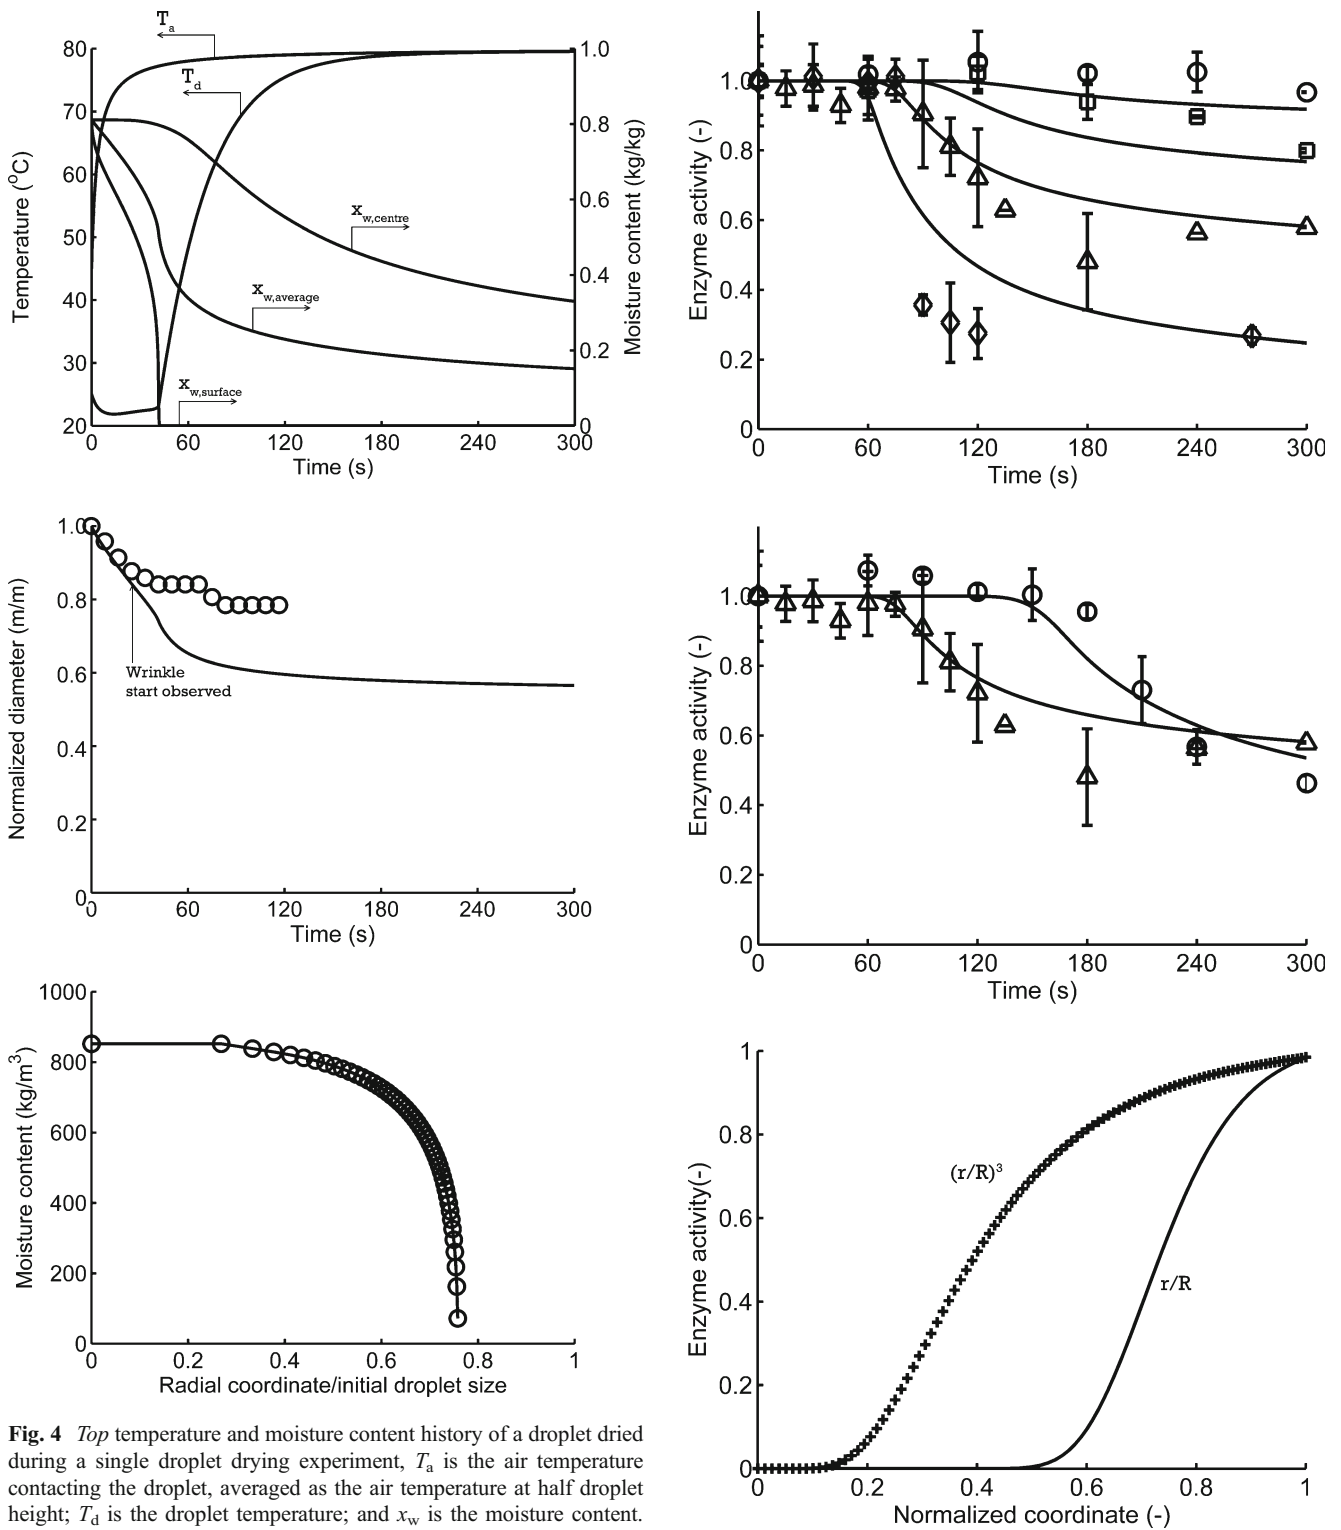 T a
T d
x w,centre
x w,average
x w,surface
80
70
60
50
40
30
20
Temperature (°C)
1.0
0.8
0.6
0.4
0.2
0
Moisture content (kg/kg)
0 60 120 180 240 300
Time (s)
1.0
0.8
0.6
0.4
0.2
0
Normalized diameter (m/m)
Wrinkle
start observed
0 60 120 180 240 300
Time (s)
1000
800
600
400
200
0
Moisture content (kg/m³)
0 0.2 0.4 0.6 0.8 1
Radial coordinate/initial droplet size
Fig. 4 Top temperature and moisture content history of a droplet dried
during a single droplet drying experiment, Ta is the air temperature
contacting the droplet, averaged as the air temperature at half droplet
height; Td is the droplet temperature; and xw is the moisture content.
1.0
0.8
0.6
0.4
0.2
0
Enzyme activity (-)
0 60 120 180 240 300
Time (s)
1.0
0.8
0.6
0.4
0.2
0
Enzyme activity (-)
0 60 120 180 240 300
Time (s)
1
0.8
0.6
0.4
0.2
0
Enzyme activity(-)
(r/R)³
r/R
0 0.2 0.4 0.6 0.8 1
Normalized coordinate (-)